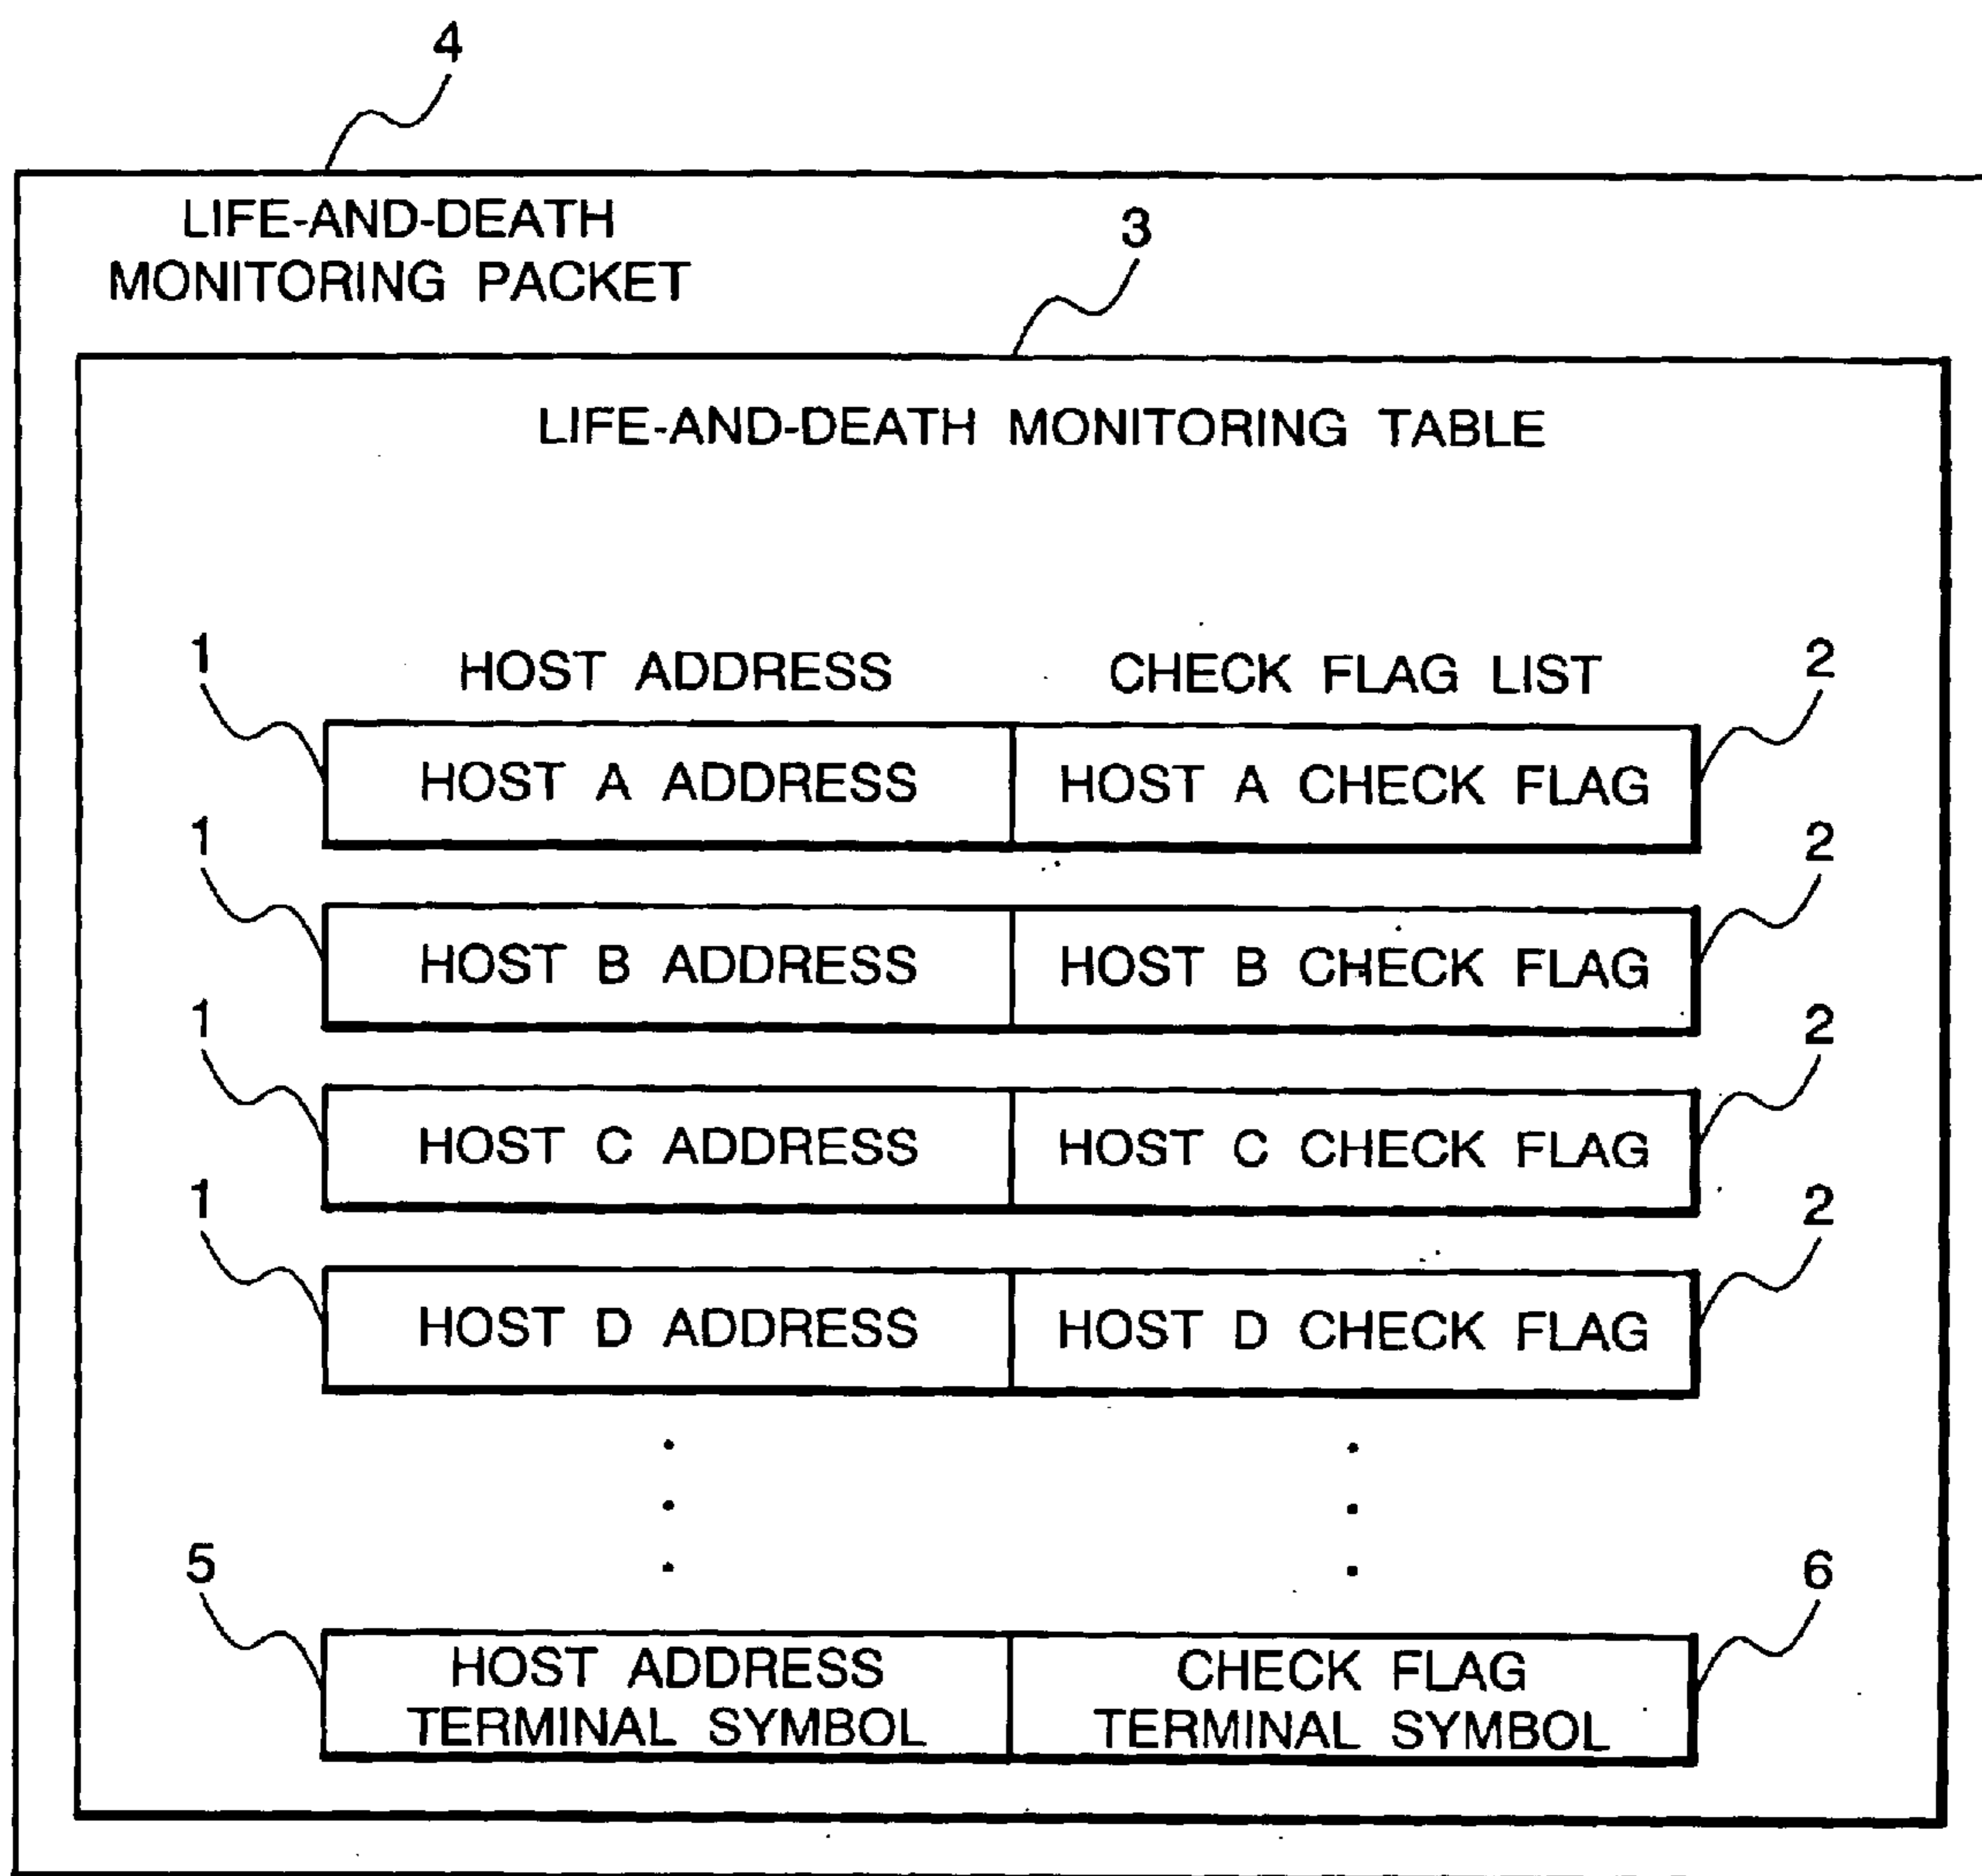 4
LIFE-AND-DEATH
MONITORING PACKET
3
LIFE-AND-DEATH MONITORING TABLE
HOST ADDRESS CHECK FLAG LIST
1 HOST A ADDRESS HOST A CHECK FLAG 2
1 HOST B ADDRESS HOST B CHECK FLAG 2
1 HOST C ADDRESS HOST C CHECK FLAG 2
1 HOST D ADDRESS HOST D CHECK FLAG 2
5 6
HOST ADDRESS CHECK FLAG
TERMINAL SYMBOL TERMINAL SYMBOL